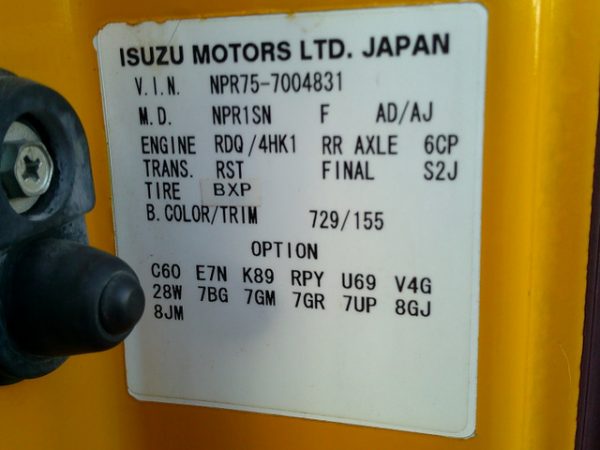 ISUZU MOTORS LTD. JAPAN
V.I.N. NPR75-7004831
M.D. NPR1SN F AD/AJ
ENGINE RDQ/4HK1 RR AXLE 6CP
TRANS. RST FINAL S2J
TIRE BXP
B.COLOR/TRIM 729/155
OPTION
C60 E7N K89 RPY U69 V4G
28W 7BG 7GM 7GR 7UP 8GJ
8JM